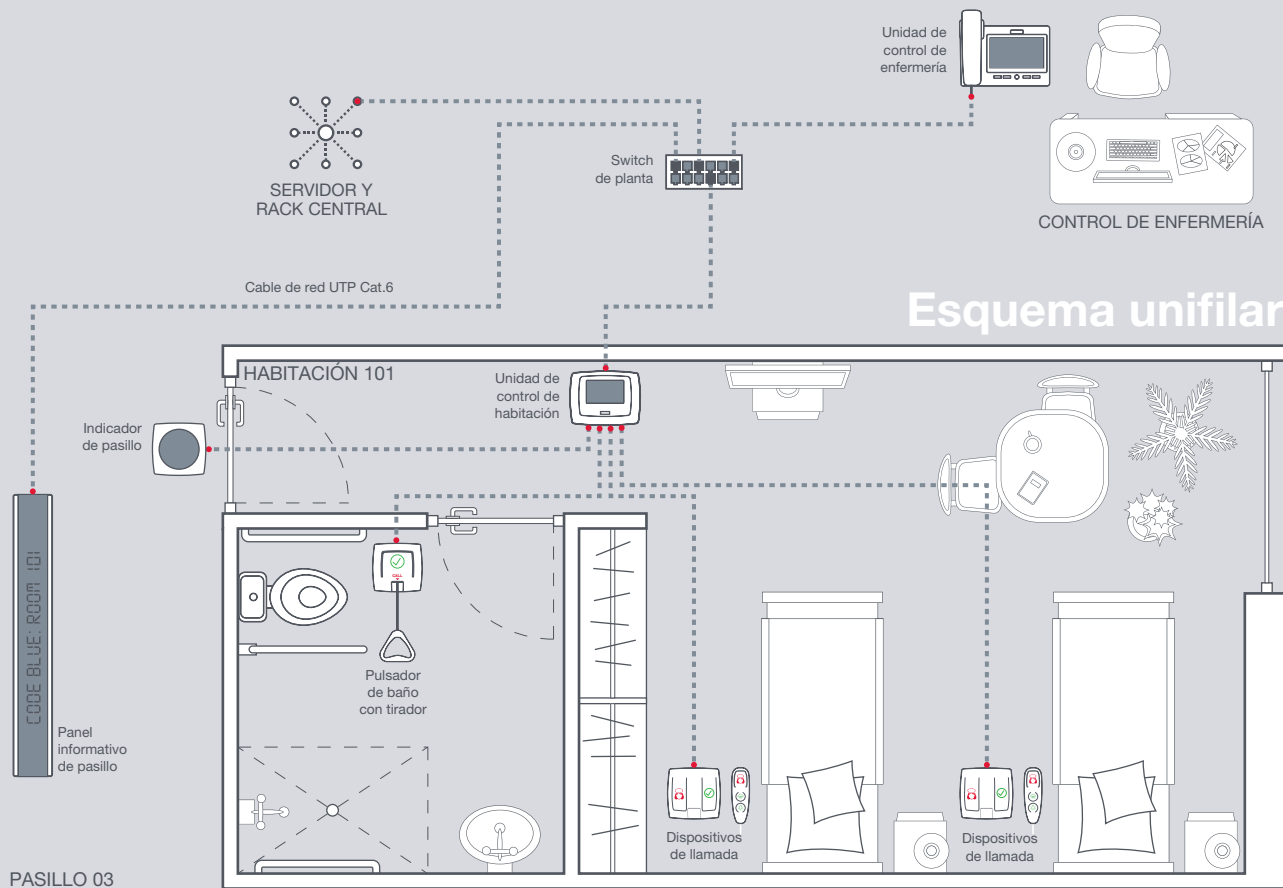 Unidad de
control de
enfermería
Switch
de planta
SERVIDOR Y
RACK CENTRAL
CONTROL DE ENFERMERÍA
Cable de red UTP Cat.6
Esquema unifilar
HABITACIÓN 101
Unidad de
control de
habitación
Indicador
de pasillo
CALL
Pulsador
de baño
con tirador
CODE BLUE: ROOM 101
Panel
informativo
de pasillo
Dispositivos
de llamada
Dispositivos
de llamada
PASILLO 03